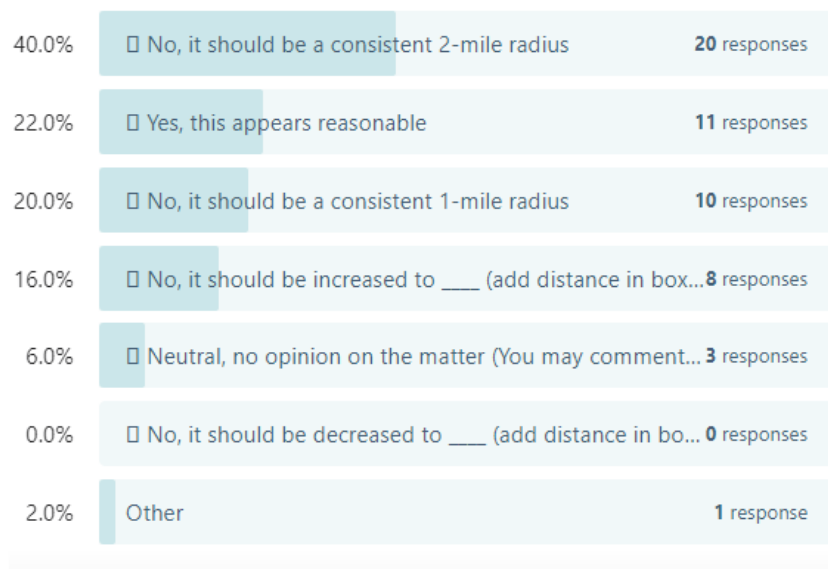 40.0% ▯ No, it should be a consistent 2-mile radius 20 responses
22.0% ▯ Yes, this appears reasonable 11 responses
20.0% ▯ No, it should be a consistent 1-mile radius 10 responses
16.0% ▯ No, it should be increased to ____ (add distance in box... 8 responses
6.0% ▯ Neutral, no opinion on the matter (You may comment... 3 responses
0.0% ▯ No, it should be decreased to ____ (add distance in bo... 0 responses
2.0% Other 1 response